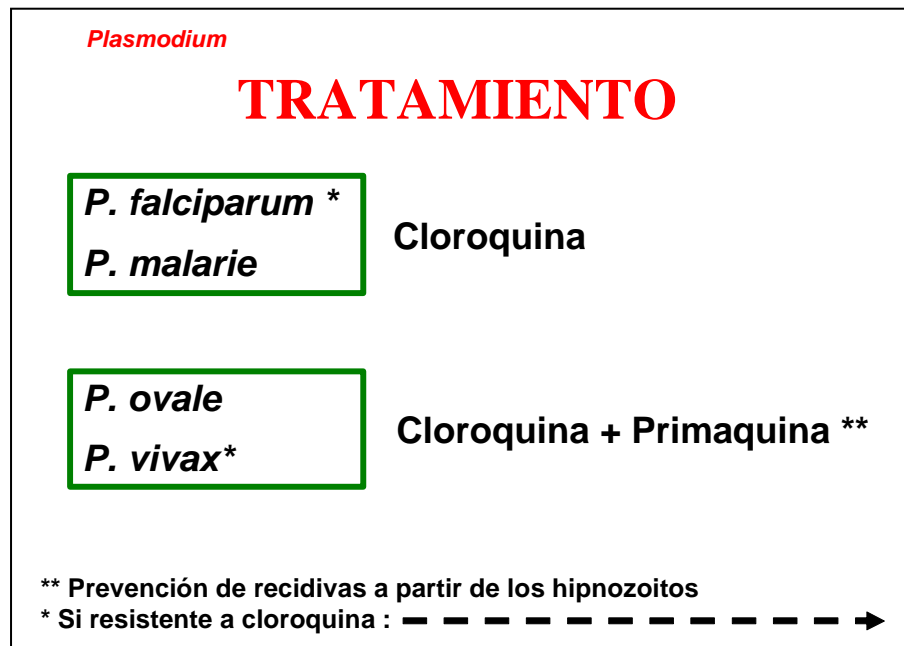 Plasmodium
TRATAMIENTO
P. falciparum *
P. malarie
Cloroquina
P. ovale
P. vivax*
Cloroquina + Primaquina **
** Prevención de recidivas a partir de los hipnozoitos
* Si resistente a cloroquina :